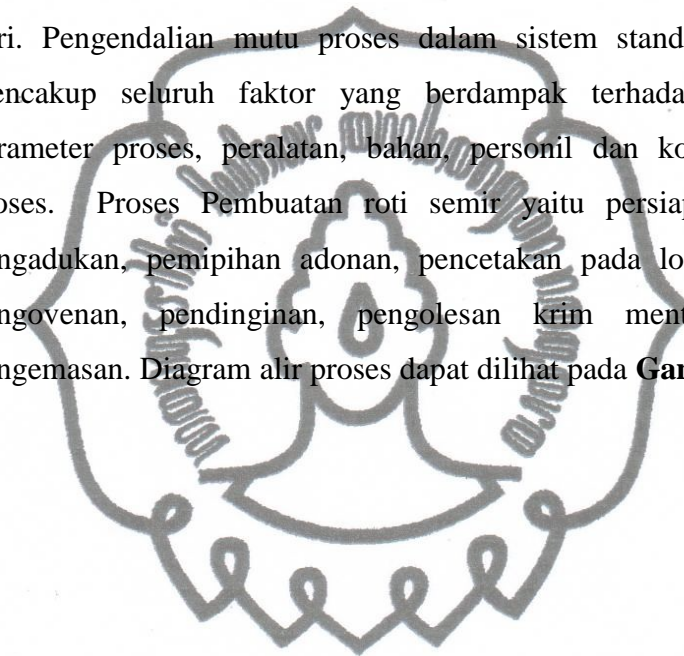 ri. Pengendalian mutu proses dalam sistem stand
encakup seluruh faktor yang berdampak terhada
rameter proses, peralatan, bahan, personil dan ko
oses. Proses Pembuatan roti semir yaitu persiap
ngadukan, pemipihan adonan, pencetakan pada lo
ngovenan, pendinginan, pengolesan krim ment
ngemasan. Diagram alir proses dapat dilihat pada Gan